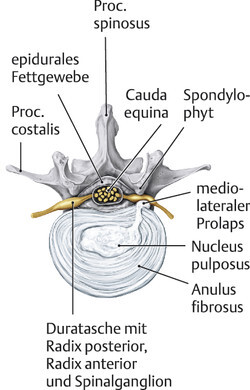 Proc.
spinosus
epidurales
Fettgewebe
Cauda
equina
Spondylo-
phyt
Proc.
costalis
medio-
lateraler
Prolaps
Nucleus
pulposus
Anulus
fibrosus
Duratasche mit
Radix posterior,
Radix anterior
und Spinalganglion